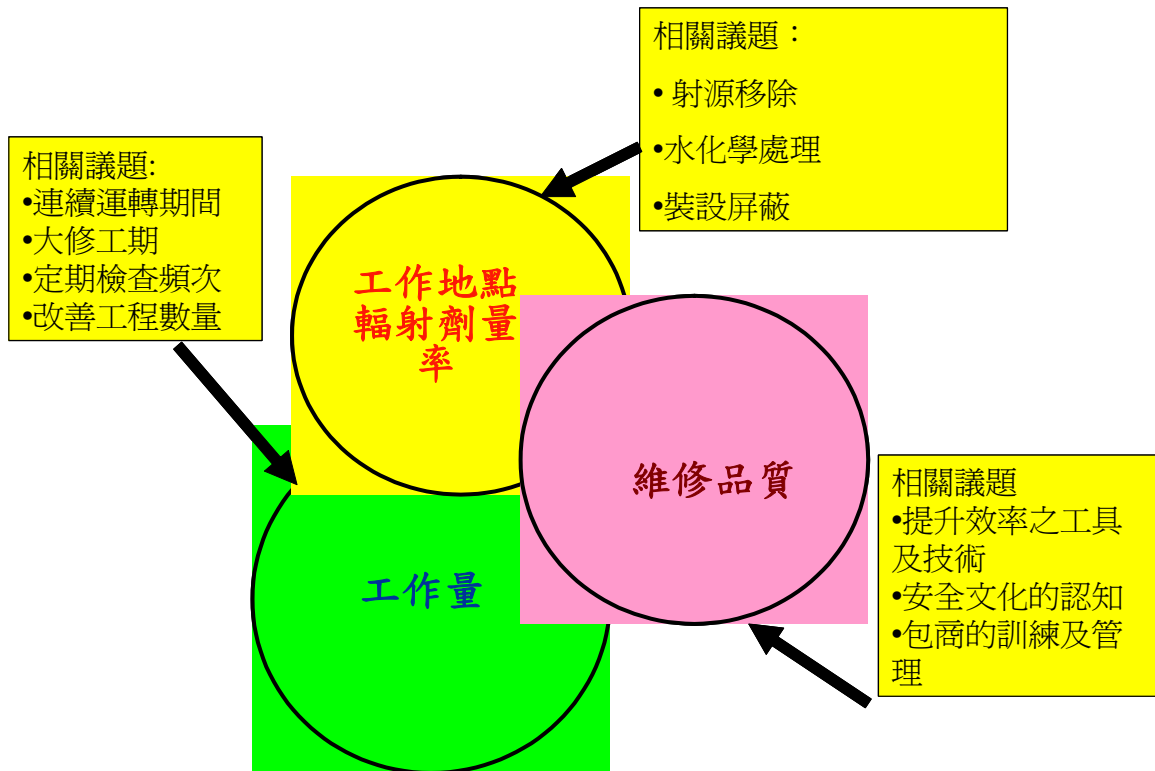 相關議題：
• 射源移除
•水化學處理
•裝設屏蔽
相關議題:
•連續運轉期間
•大修工期
•定期檢查頻次
•改善工程數量
工作地點
輻射劑量
率
維修品質
工作量
相關議題
•提升效率之工具
及技術
•安全文化的認知
•包商的訓練及管
理